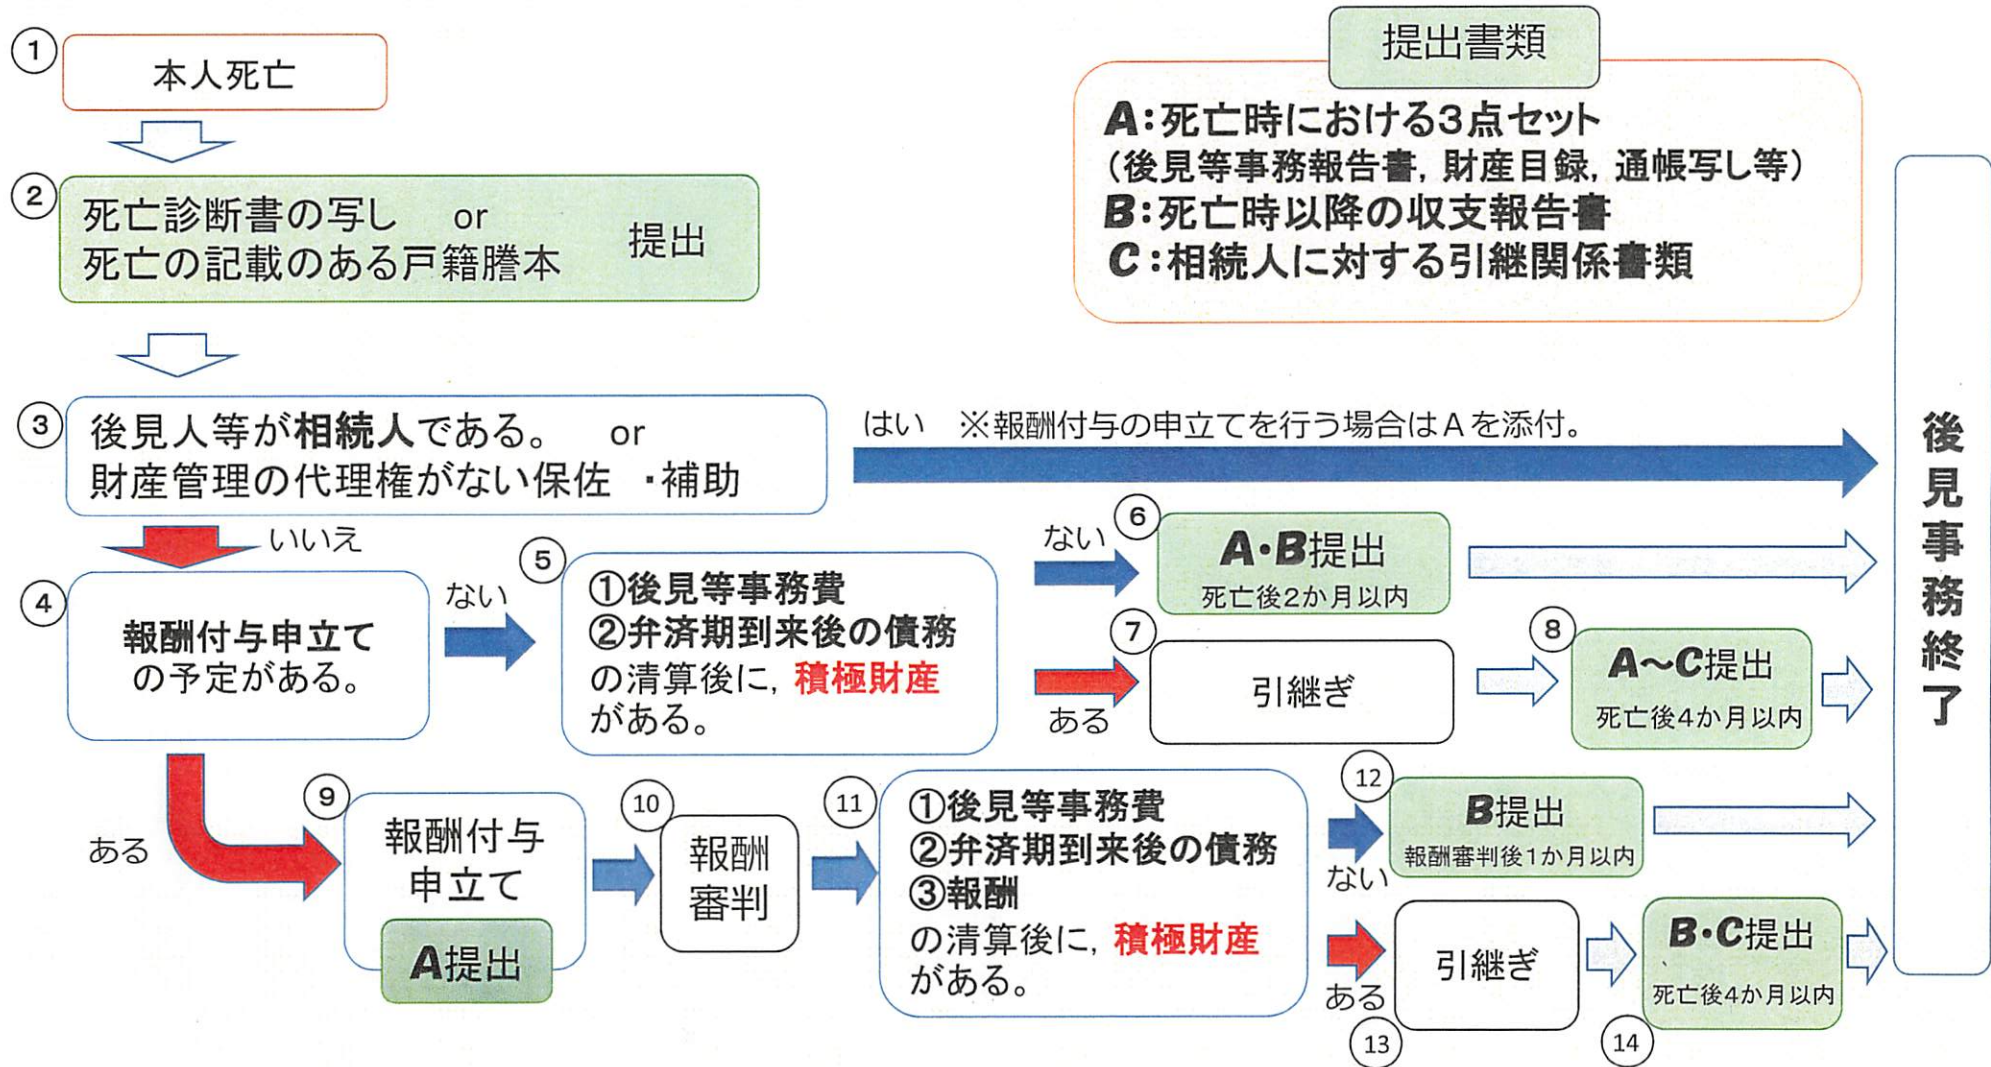 ①
本人死亡
②
死亡診断書の写し or
死亡の記載のある戸籍謄本
提出
提出書類
A:死亡時における3点セット
(後見等事務報告書, 財産目録, 通帳写し等)
B:死亡時以降の収支報告書
C:相続人に対する引継関係書類
③
後見人等が相続人である。 or
財産管理の代理権がない保佐 ・補助
はい ※報酬付与の申立てを行う場合はAを添付。
いいえ
④
報酬付与申立て
の予定がある。
ない
⑤
①後見等事務費
②弁済期到来後の債務
の清算後に, 積極財産
がある。
ない
⑥
A・B提出
死亡後2か月以内
ある
⑦
引継ぎ
⑧
A~C提出
死亡後4か月以内
ある
⑨
報酬付与
申立て
A提出
⑩
報酬
審判
⑪
①後見等事務費
②弁済期到来後の債務
③報酬
の清算後に, 積極財産
がある。
ない
⑫
B提出
報酬審判後1か月以内
ある
⑬
引継ぎ
⑭
B・C提出
死亡後4か月以内
後見事務終了